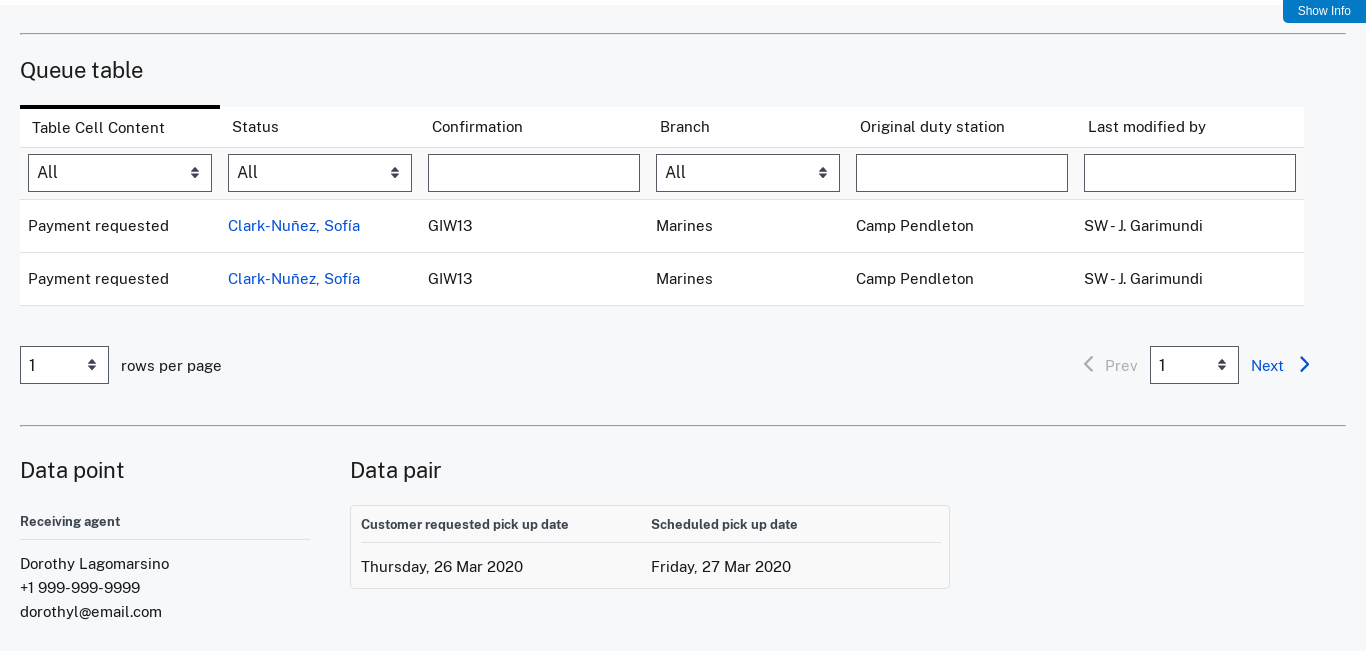 Show Info
Queue table
Table Cell Content Status Confirmation Branch Original duty station Last modified by
All All All
Payment requested Clark-Nuñez, Sofía GIW13 Marines Camp Pendleton SW - J. Garimundi
Payment requested Clark-Nuñez, Sofía GIW13 Marines Camp Pendleton SW - J. Garimundi
1 rows per page Prev 1 Next
Data point Data pair
Receiving agent Customer requested pick up date Scheduled pick up date
Dorothy Lagomarsino Thursday, 26 Mar 2020 Friday, 27 Mar 2020
+1 999-999-9999
dorothyl@email.com